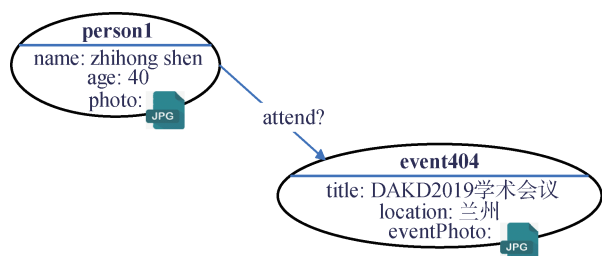 person1
name: zhihong shen
age: 40
photo:
JPG
attend?
event404
title: DAKD2019学术会议
location: 兰州
eventPhoto:
JPG